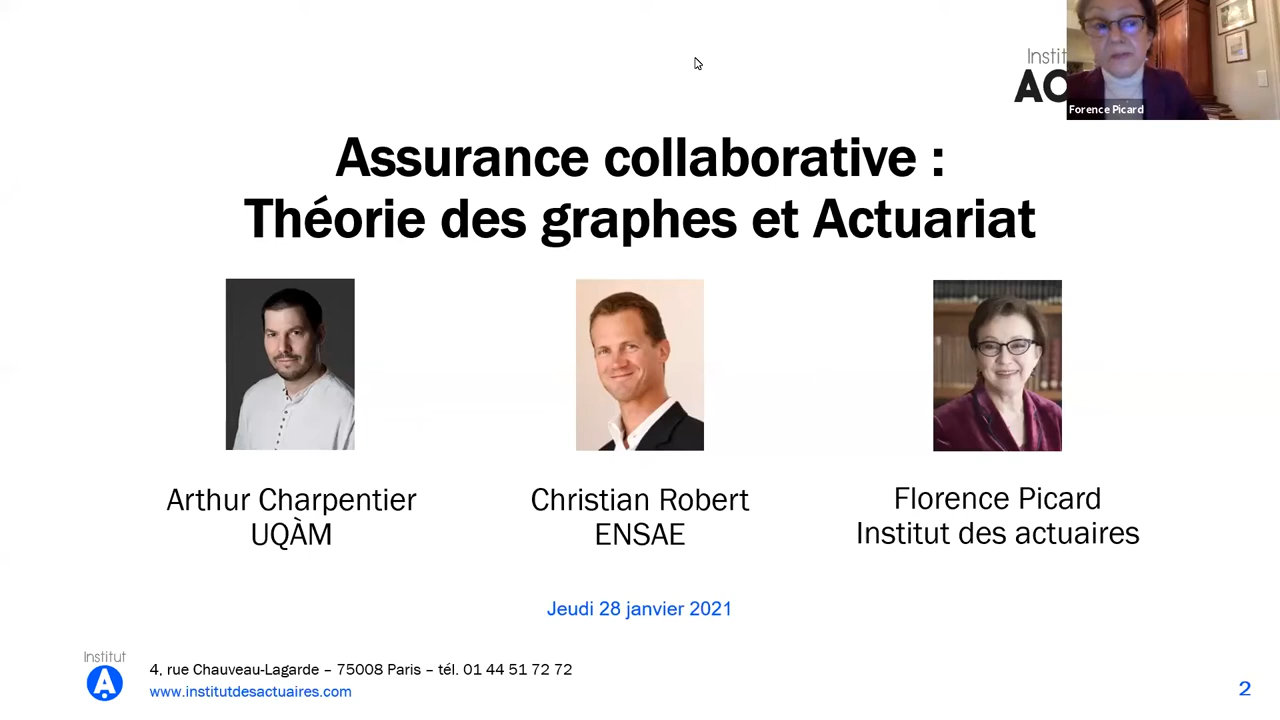 Instit
AC
Forence Picard
Assurance collaborative :
Théorie des graphes et Actuariat
Arthur Charpentier
UQÀM
Christian Robert
ENSAE
Florence Picard
Institut des actuaires
Jeudi 28 janvier 2021
Institut
A
4, rue Chauveau-Lagarde – 75008 Paris – tél. 01 44 51 72 72
www.institutdesactuaires.com
2